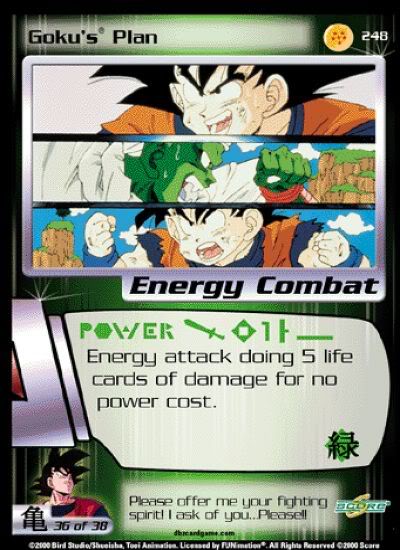 Goku's® Plan
248
Energy Combat
POWER
Energy attack doing 5 life
cards of damage for no
power cost.
緑
亀 36 of 38
Please offer me your fighting
spirit! I ask of you...Please!!
SCORE
dbzcardgame.com
©2000 Bird Studio/Shueisha, Toei Animation. Licensed by FUNimation®. All Rights Reserved. ©2000 Score